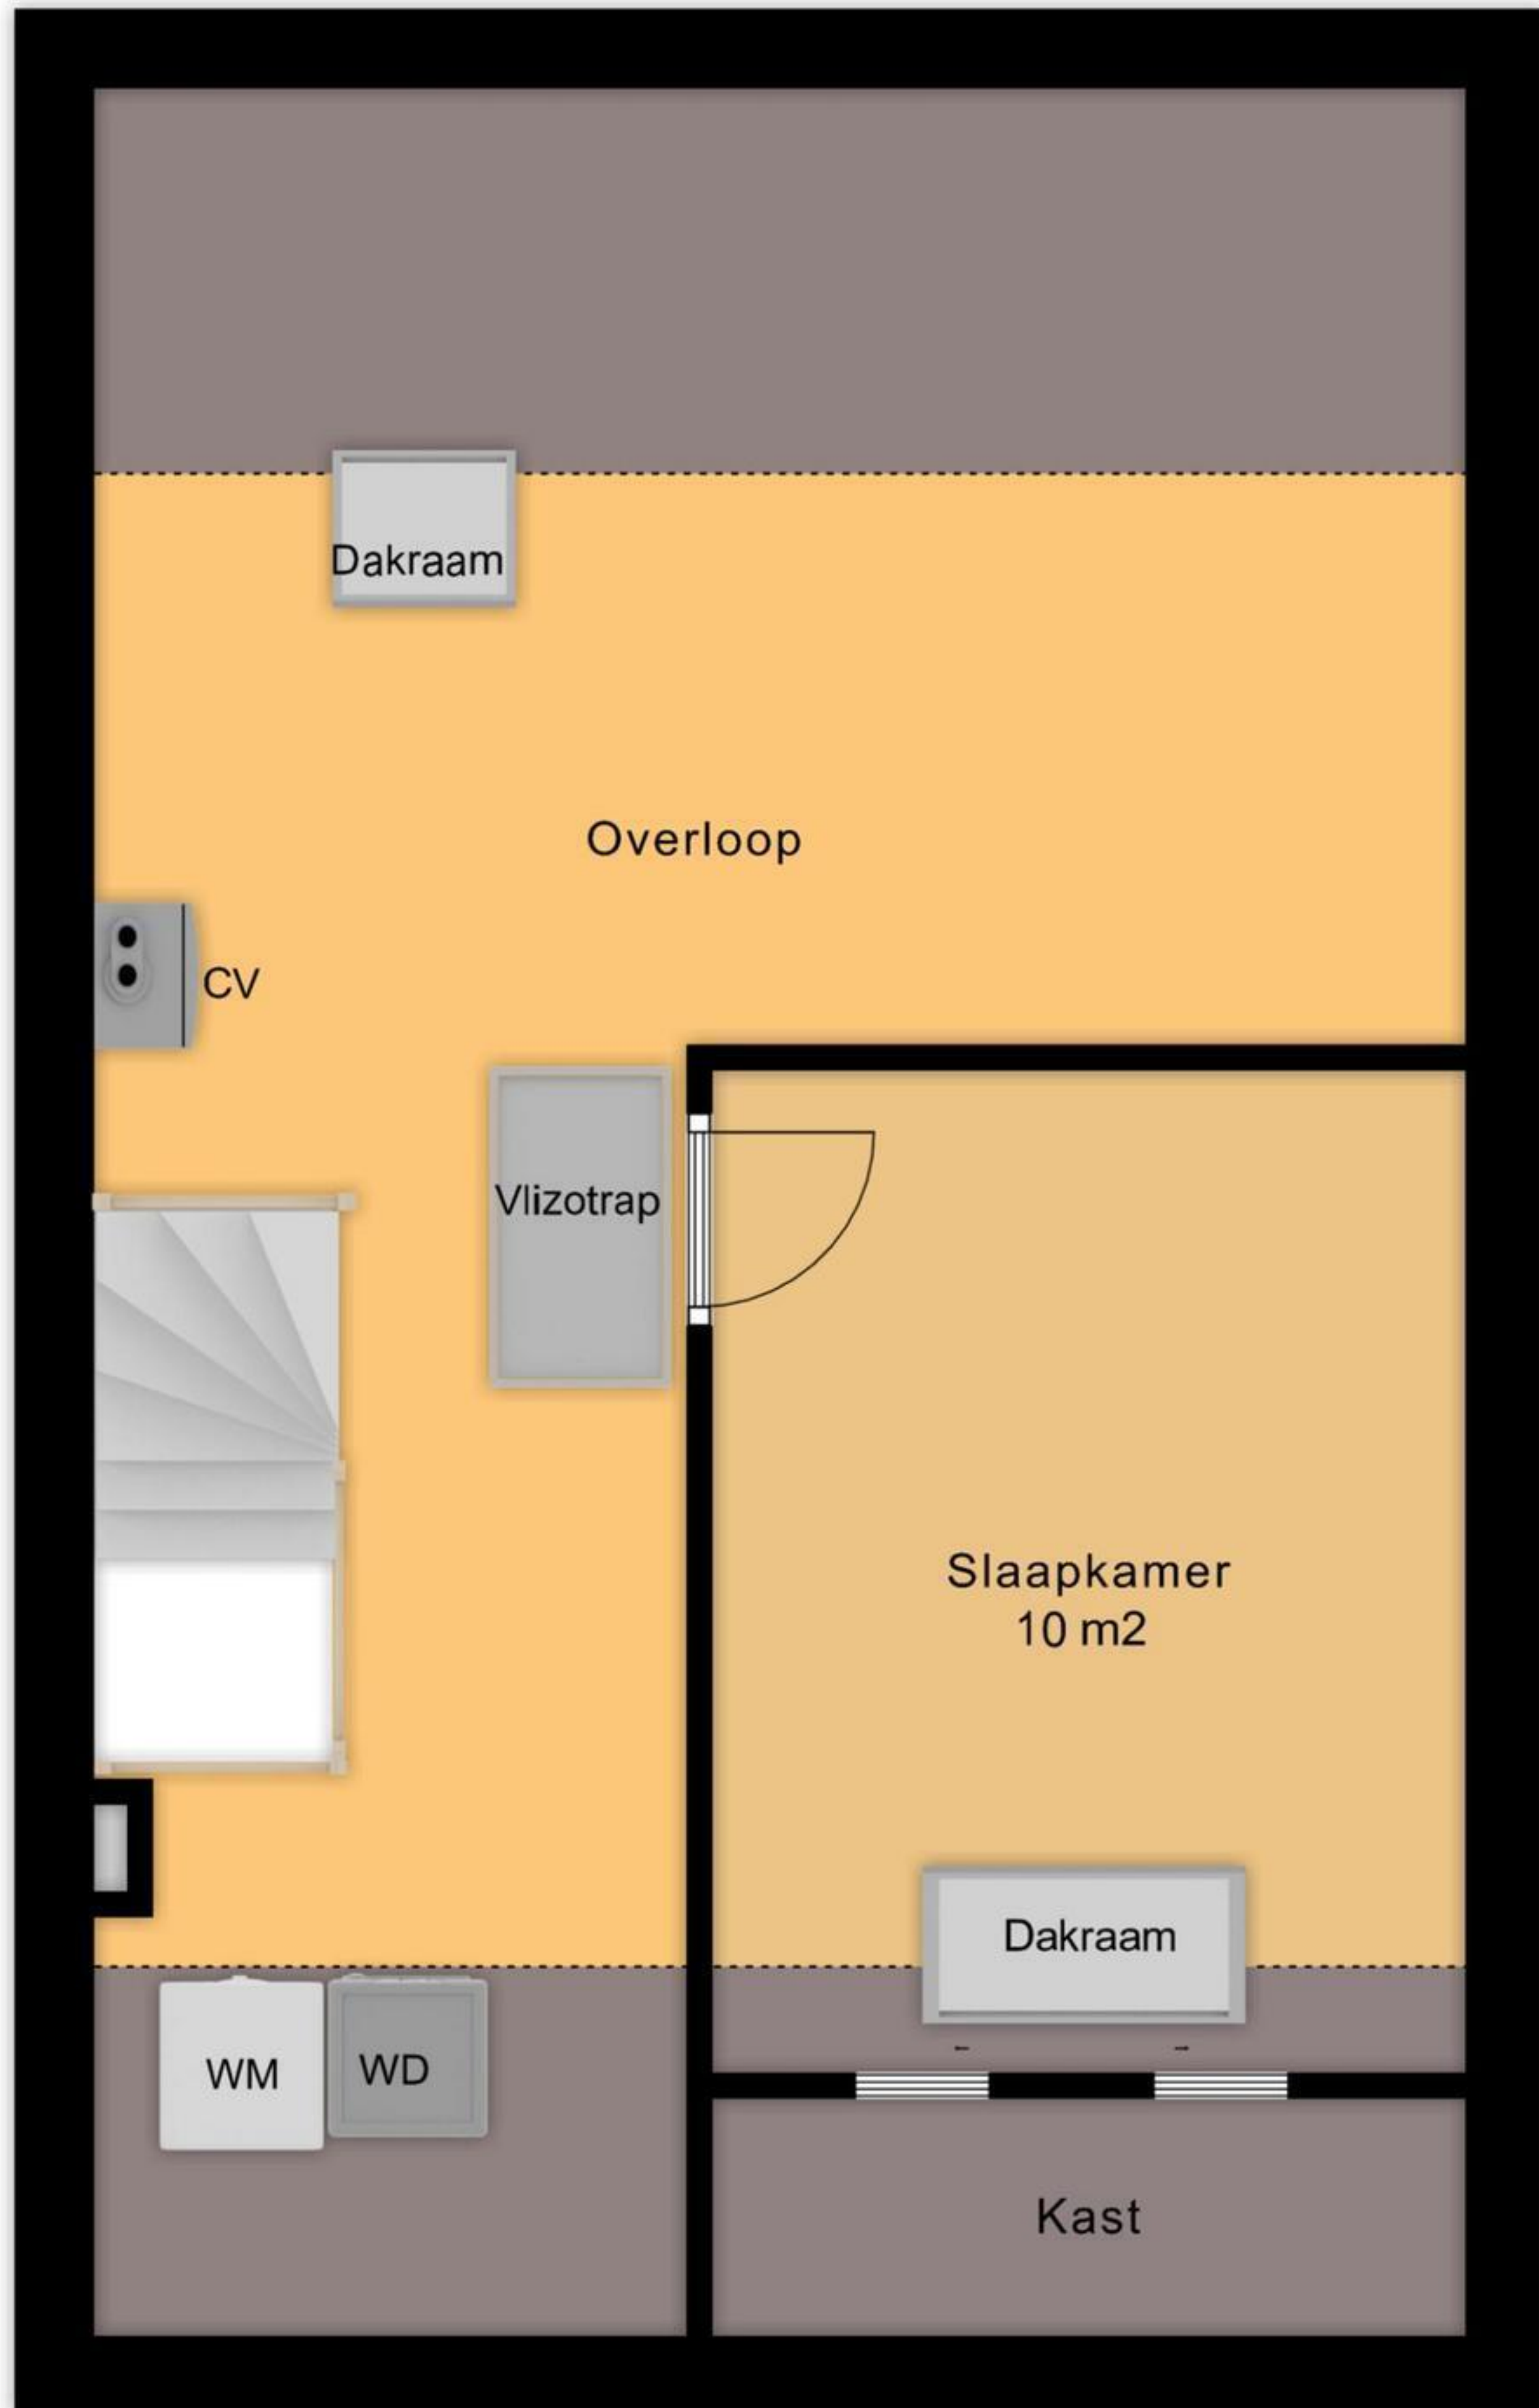 Dakraam
Overloop
CV
Vlizotrap
Slaapkamer
10 m2
Dakraam
WM
WD
Kast